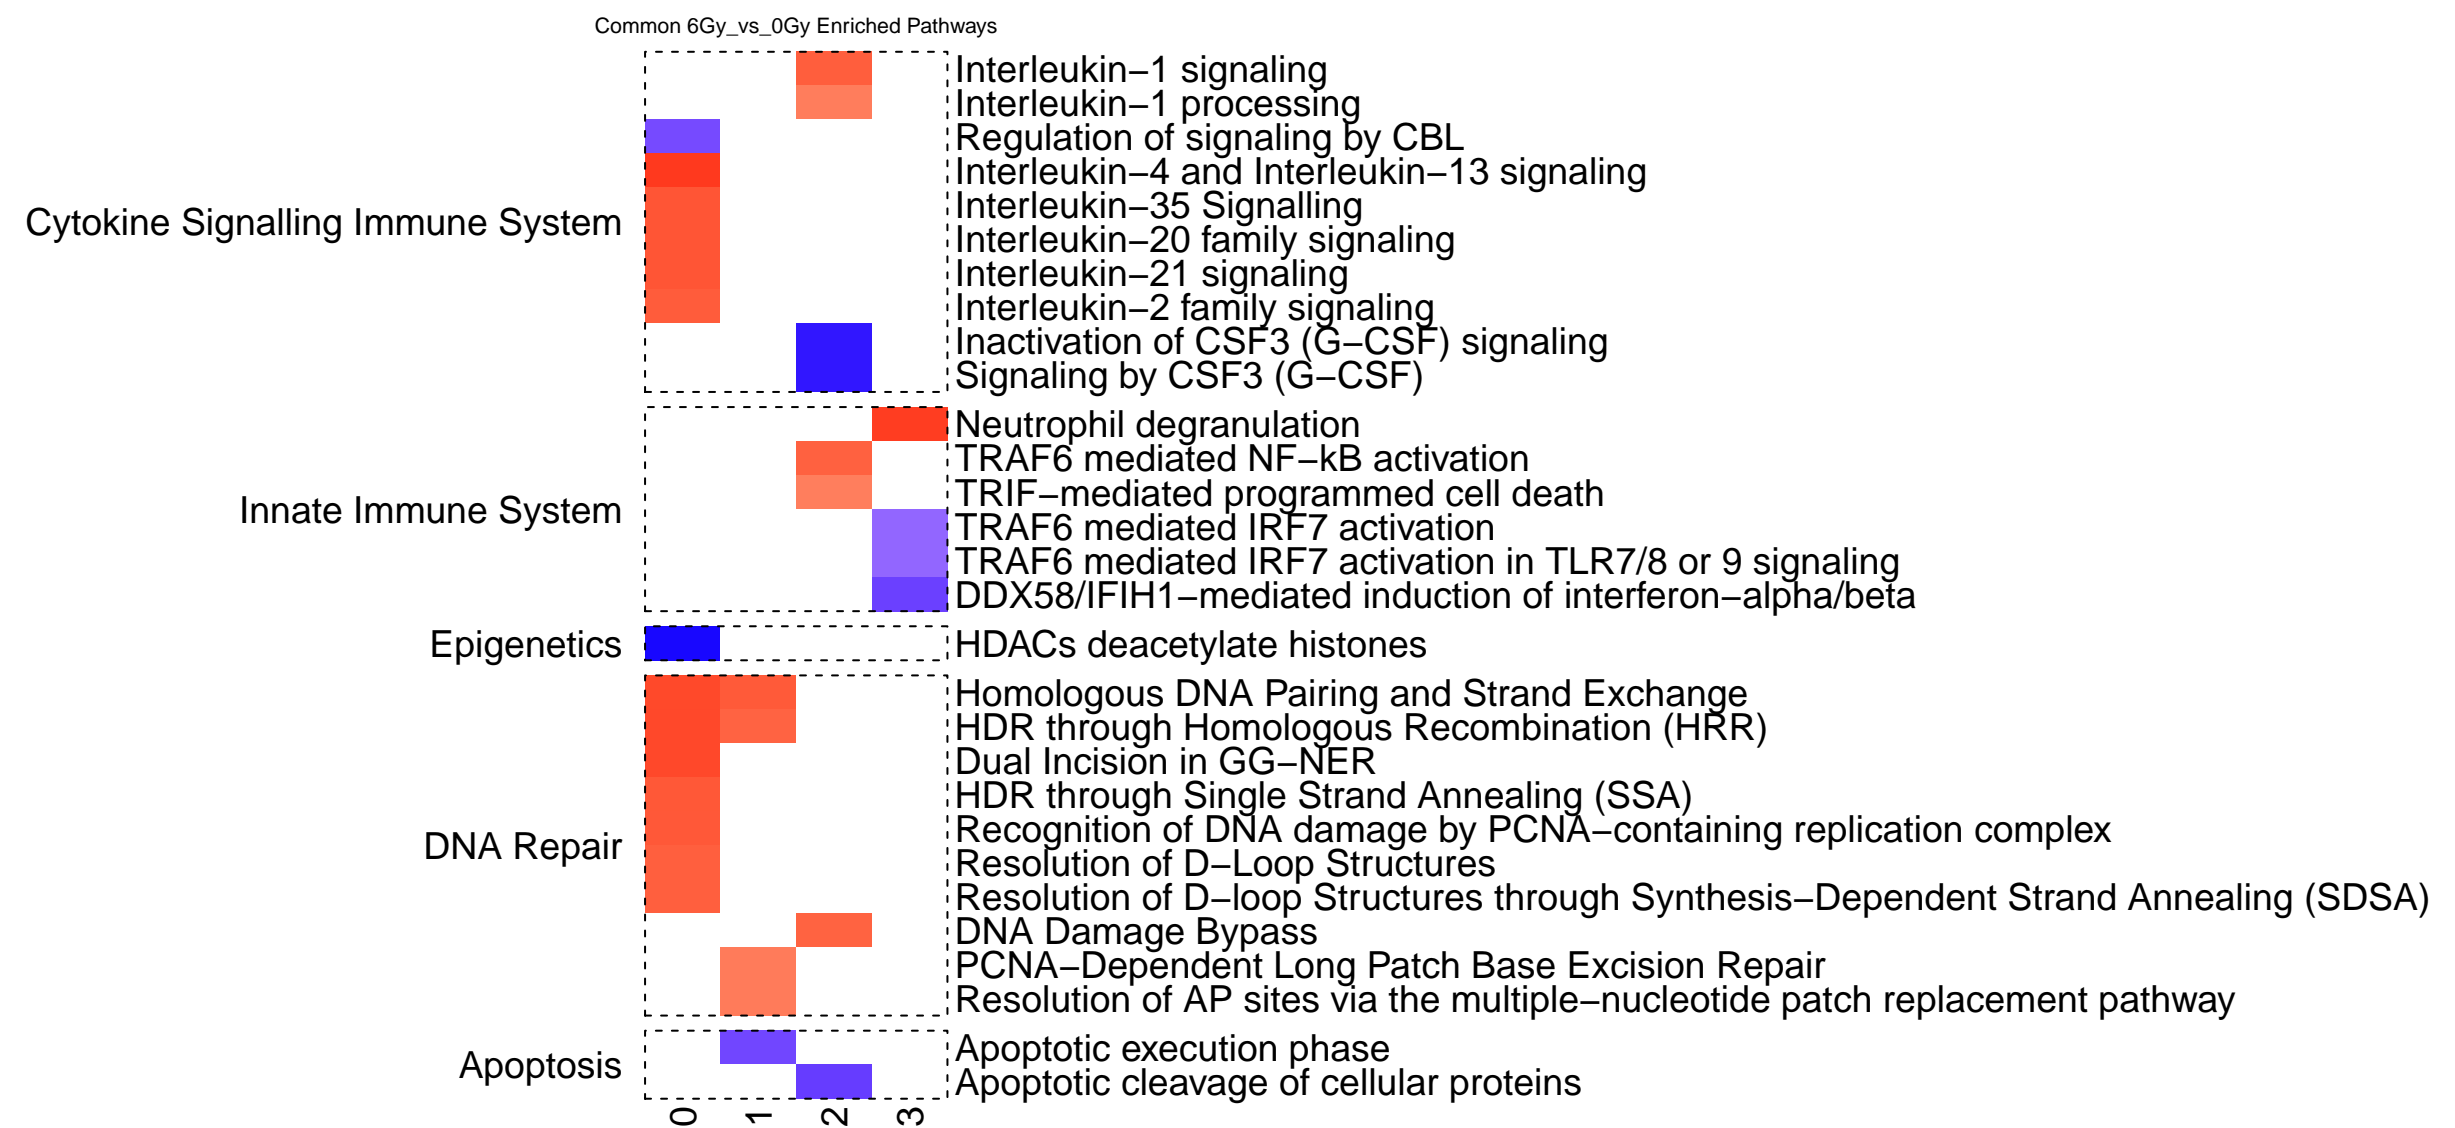 Common 6Gy_vs_0Gy Enriched Pathways
Cytokine Signalling Immune System
Interleukin−1 signaling
Interleukin−1 processing
Regulation of signaling by CBL
Interleukin−4 and Interleukin−13 signaling
Interleukin−35 Signalling
Interleukin−20 family signaling
Interleukin−21 signaling
Interleukin−2 family signaling
Inactivation of CSF3 (G−CSF) signaling
Signaling by CSF3 (G−CSF)
Innate Immune System
Neutrophil degranulation
TRAF6 mediated NF−kB activation
TRIF−mediated programmed cell death
TRAF6 mediated IRF7 activation
TRAF6 mediated IRF7 activation in TLR7/8 or 9 signaling
DDX58/IFIH1−mediated induction of interferon−alpha/beta
Epigenetics
HDACs deacetylate histones
DNA Repair
Homologous DNA Pairing and Strand Exchange
HDR through Homologous Recombination (HRR)
Dual Incision in GG−NER
HDR through Single Strand Annealing (SSA)
Recognition of DNA damage by PCNA−containing replication complex
Resolution of D−Loop Structures
Resolution of D−loop Structures through Synthesis−Dependent Strand Annealing (SDSA)
DNA Damage Bypass
PCNA−Dependent Long Patch Base Excision Repair
Resolution of AP sites via the multiple−nucleotide patch replacement pathway
Apoptosis
Apoptotic execution phase
Apoptotic cleavage of cellular proteins
0 1 2 3